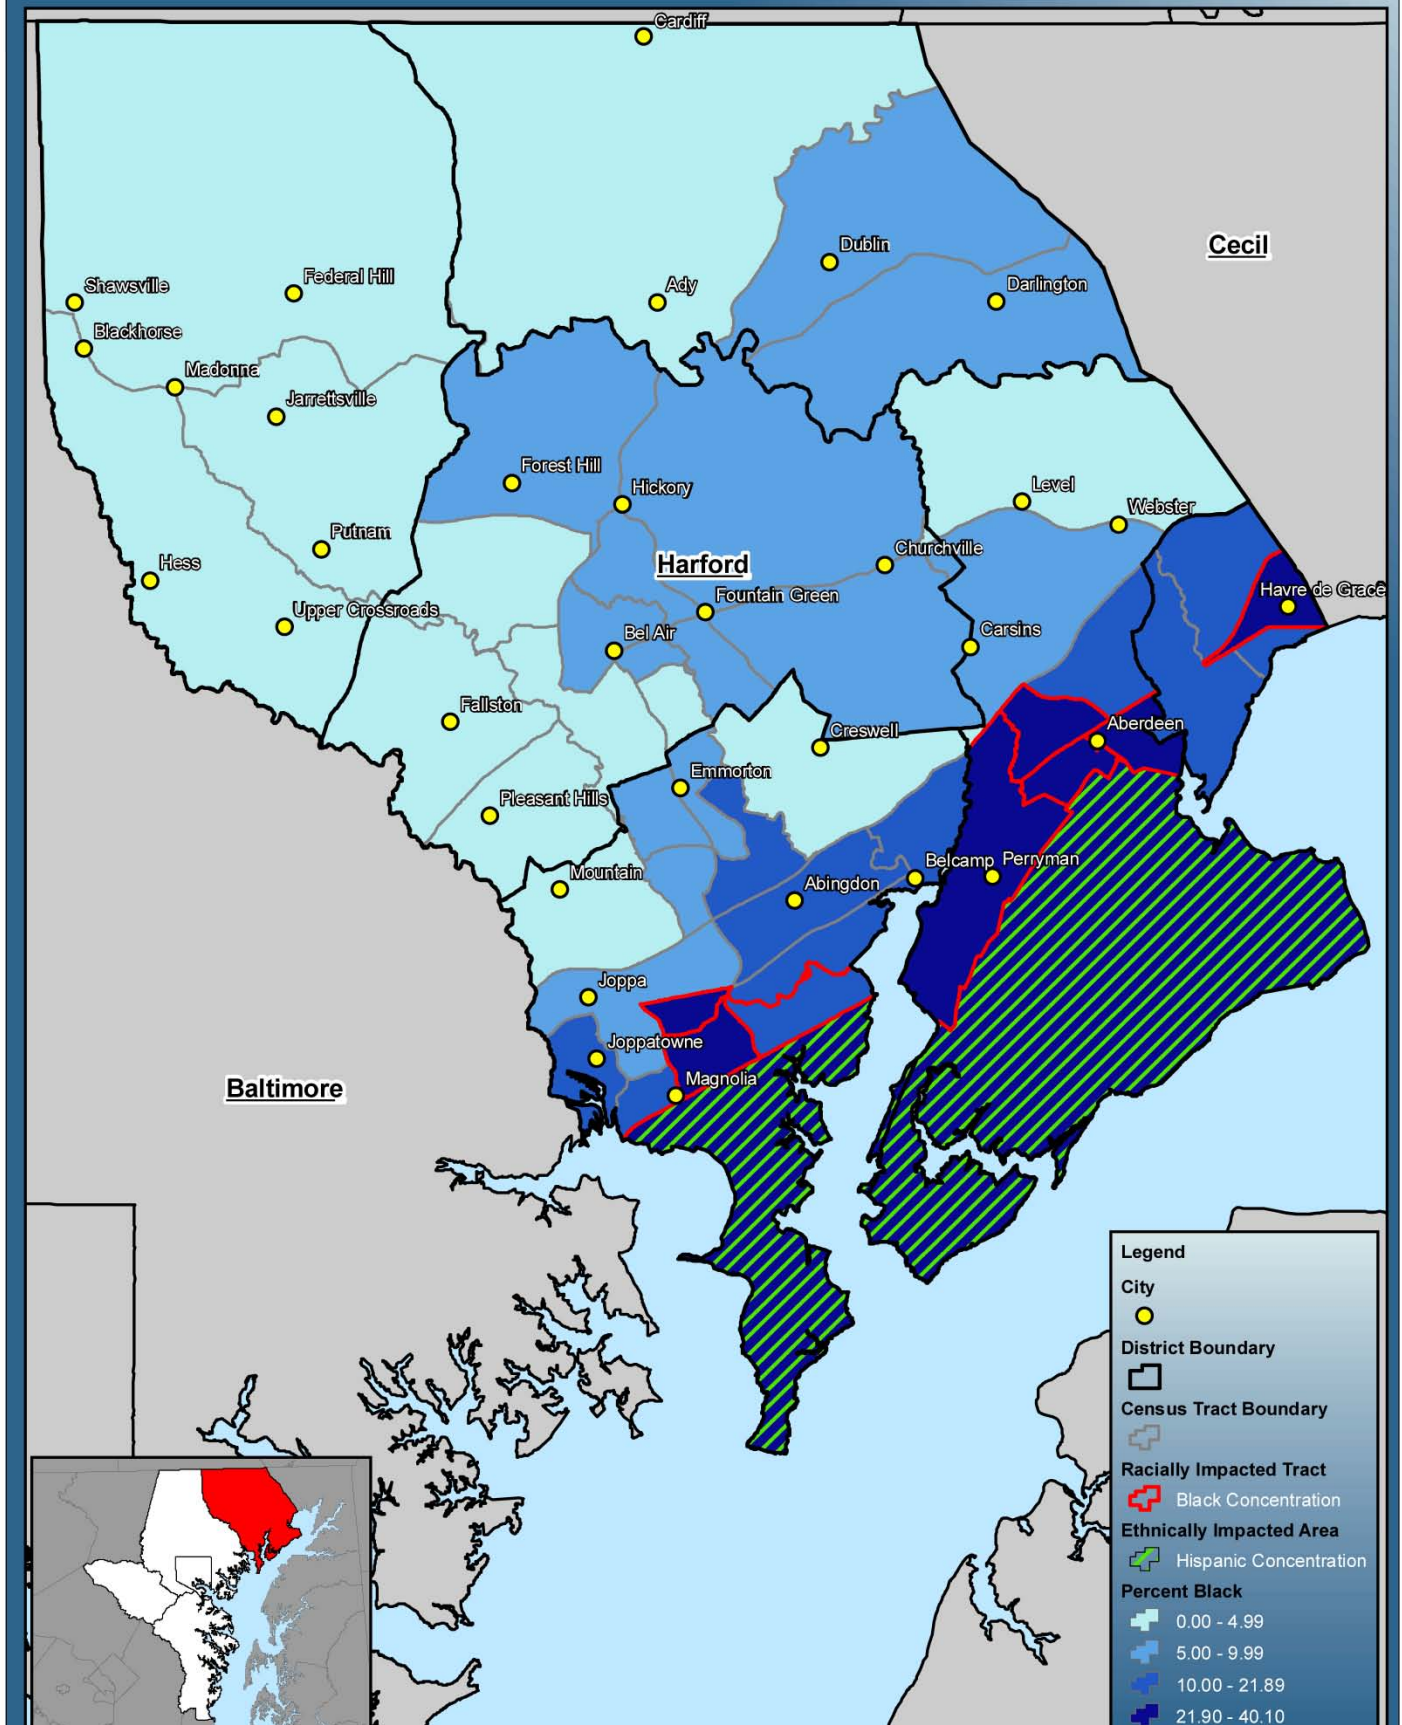 Cardiff
Cecil
Dublin
Darlington
Ady
Federal Hill
Shawsville
Blackhorse
Madonna
Jarrettsville
Forest Hill
Hickory
Level
Webster
Putnam
Churchville
Harford
Hess
Havre de Grace
Fountain Green
Upper Crossroads
Bel Air
Carsins
Fallston
Aberdeen
Creswell
Emmorton
Pleasant Hills
Belcamp
Perryman
Mountain
Abingdon
Joppa
Joppatowne
Magnolia
Baltimore
Legend
City
District Boundary
Census Tract Boundary
Racially Impacted Tract
Black Concentration
Ethnically Impacted Area
Hispanic Concentration
Percent Black
0.00 - 4.99
5.00 - 9.99
10.00 - 21.89
21.90 - 40.10